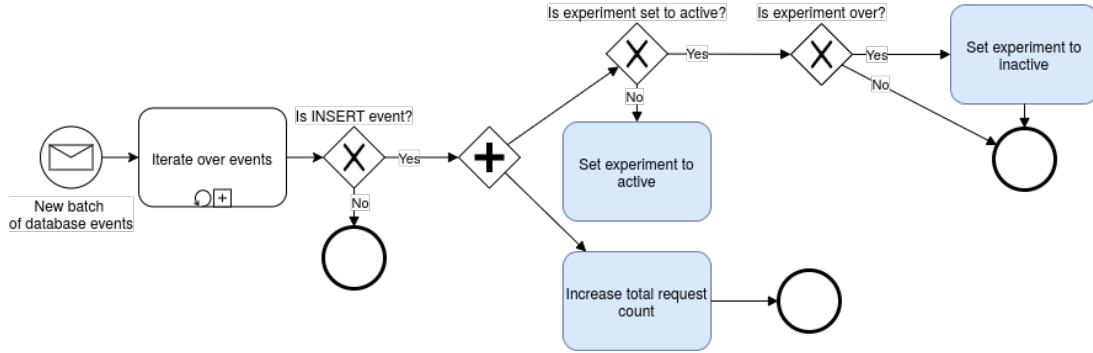 Is experiment set to active?
Is experiment over?
Yes
Yes
Set experiment to
inactive
No
No
Is INSERT event?
Iterate over events
Yes
Set experiment to
active
New batch
of database events
No
Increase total request
count